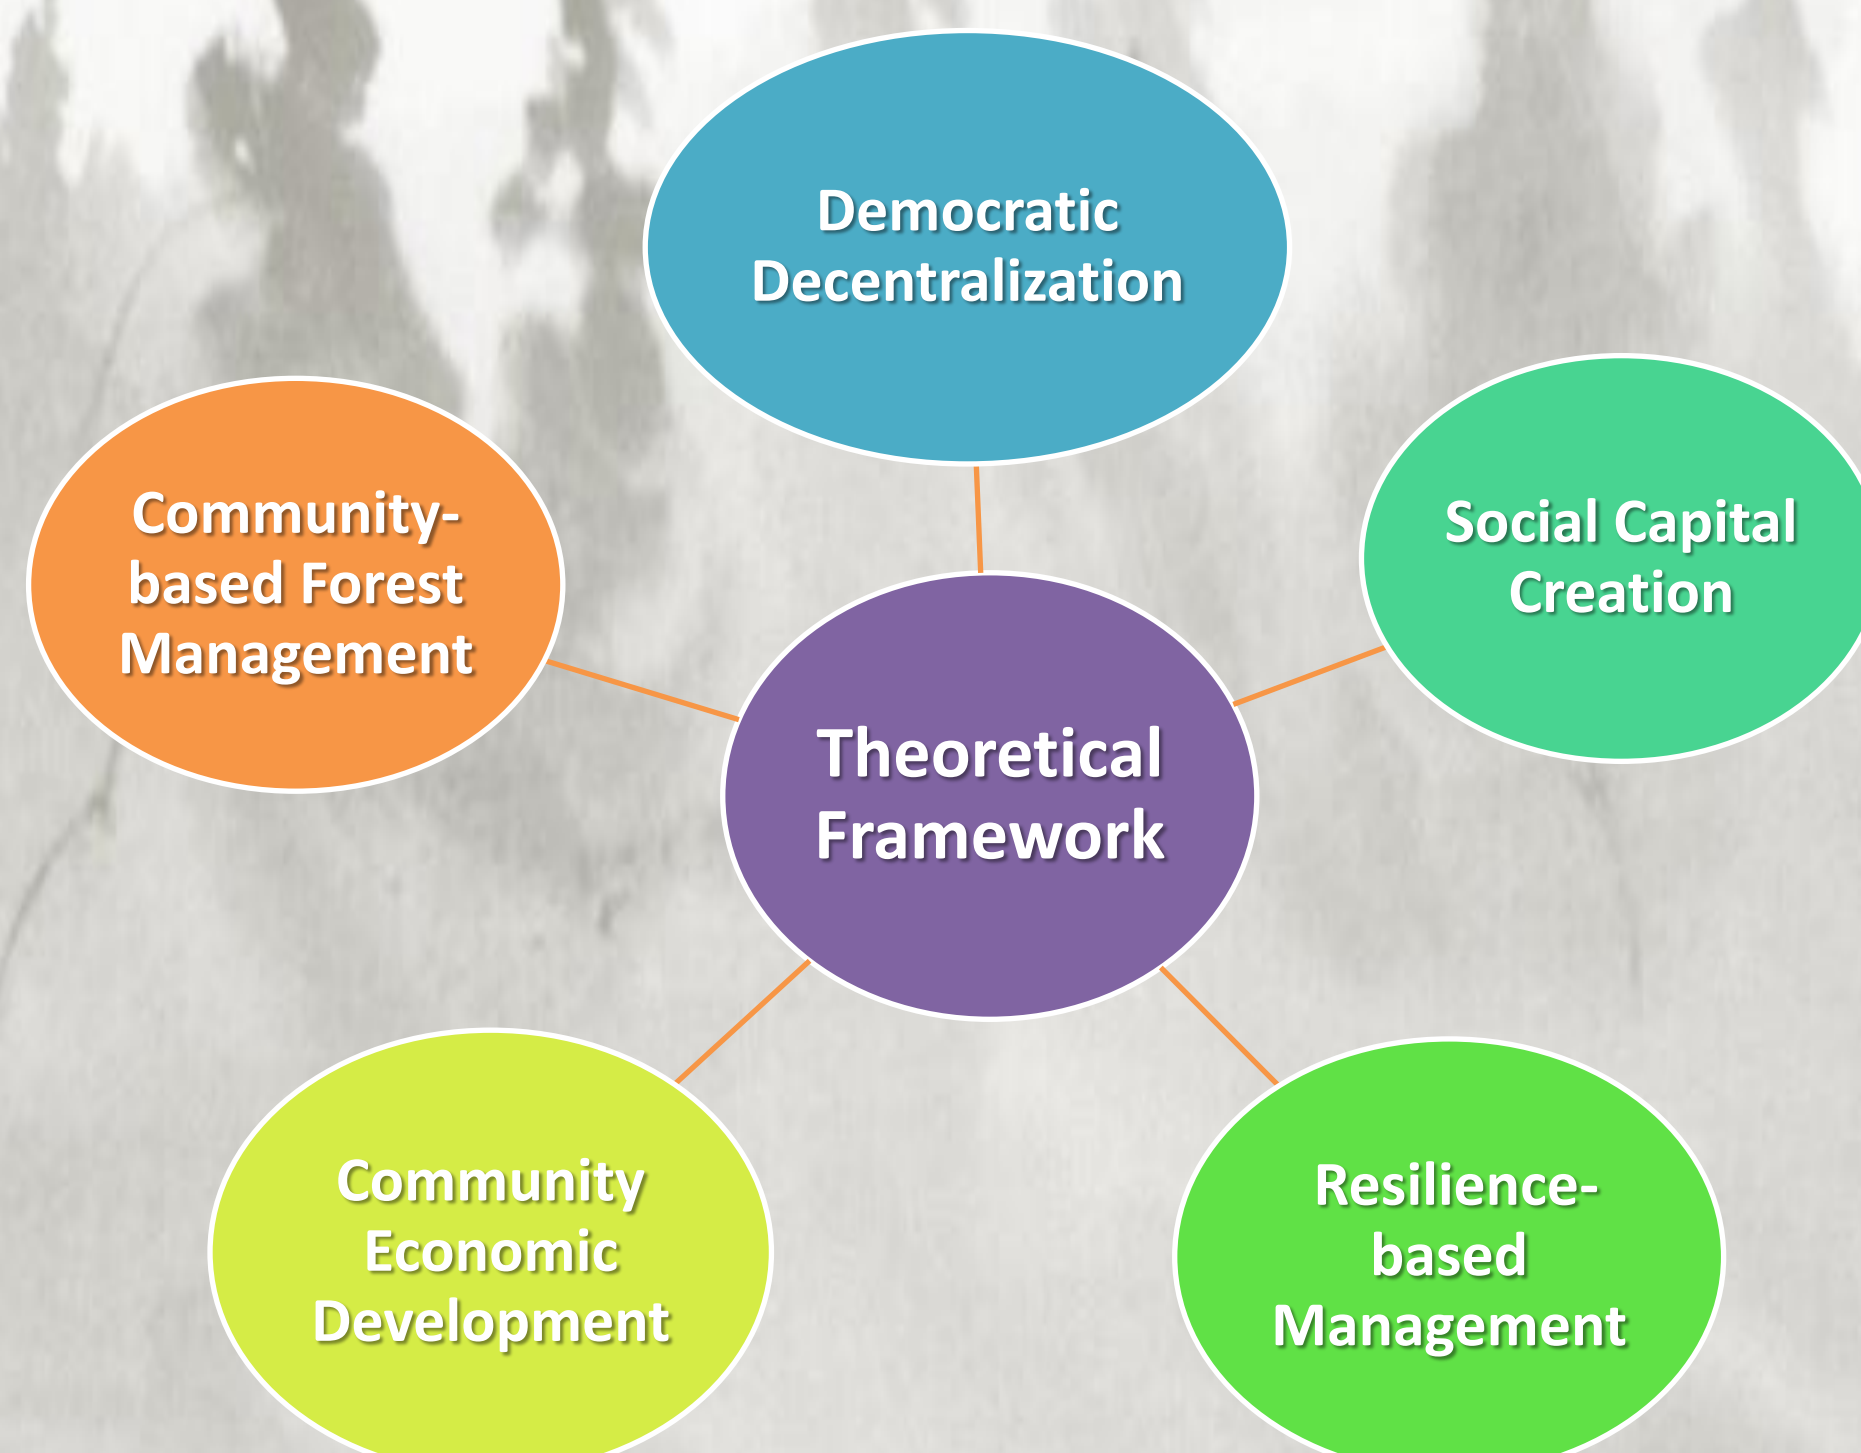 Democratic
Decentralization
Community-
based Forest
Management
Social Capital
Creation
Theoretical
Framework
Community
Economic
Development
Resilience-
based
Management